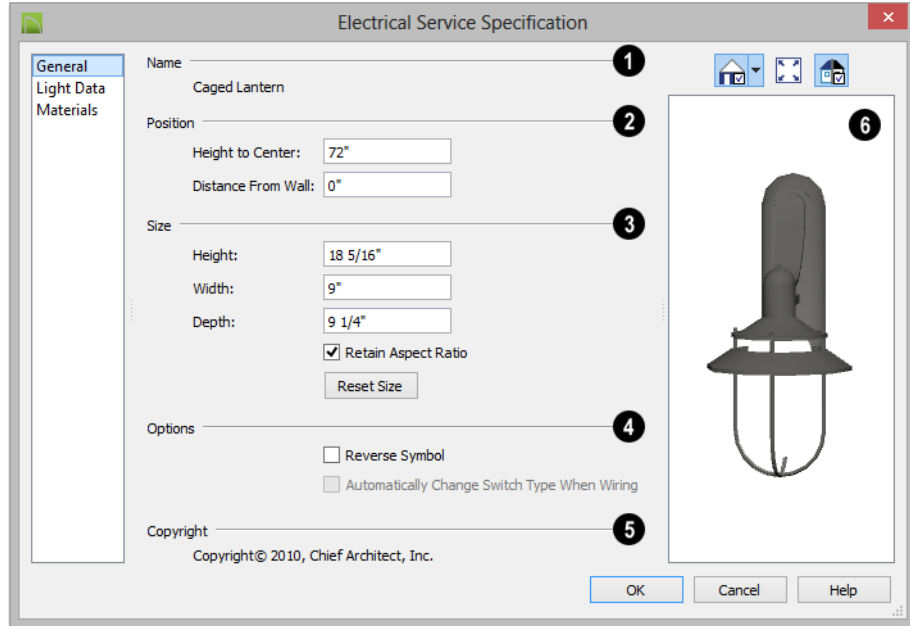 Electrical Service Specification
General
Light Data
Materials
Name 1
Caged Lantern
Position 2
Height to Center: 72"
Distance From Wall: 0"
Size 3
Height: 18 5/16"
Width: 9"
Depth: 9 1/4"
Retain Aspect Ratio
Reset Size
Options 4
Reverse Symbol
Automatically Change Switch Type When Wiring
Copyright 5
Copyright© 2010, Chief Architect, Inc.
6
OK Cancel Help